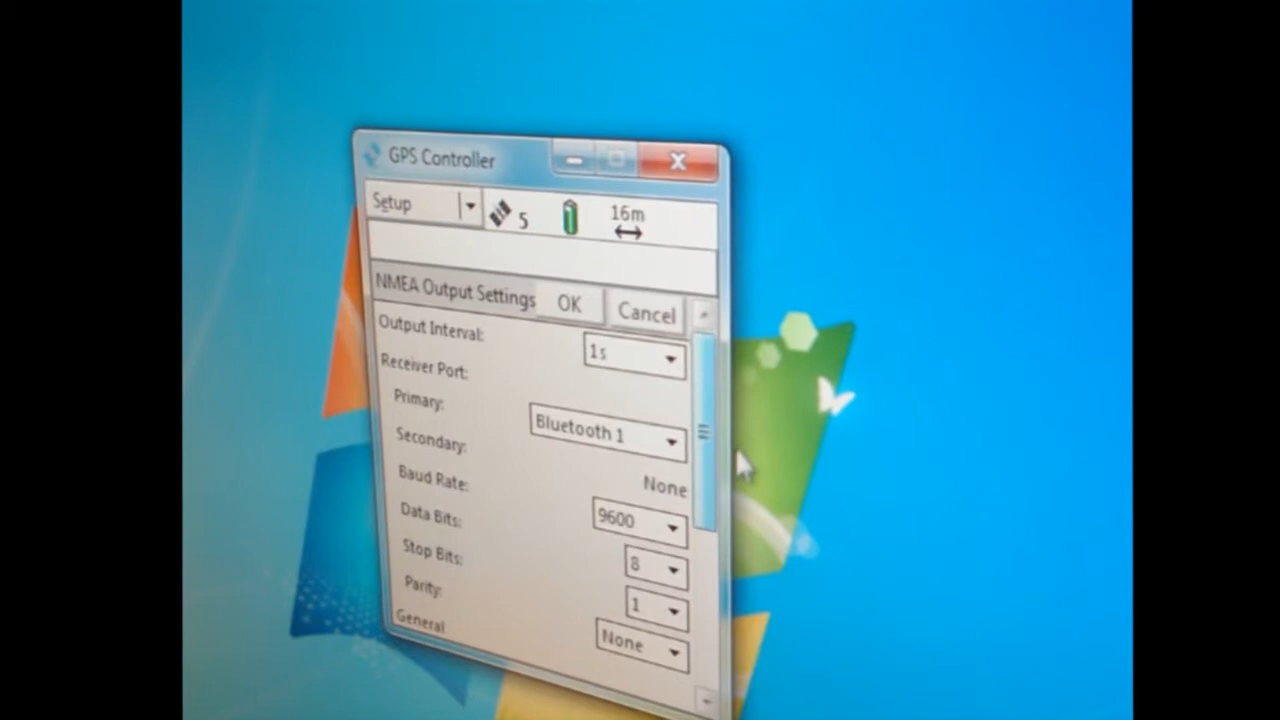 GPS Controller
Setup
5
16m
NMEA Output Settings OK Cancel
Output Interval: 1s
Receiver Port:
Primary: Bluetooth 1
Secondary: None
Baud Rate: 9600
Data Bits: 8
Stop Bits: 1
Parity: None
General